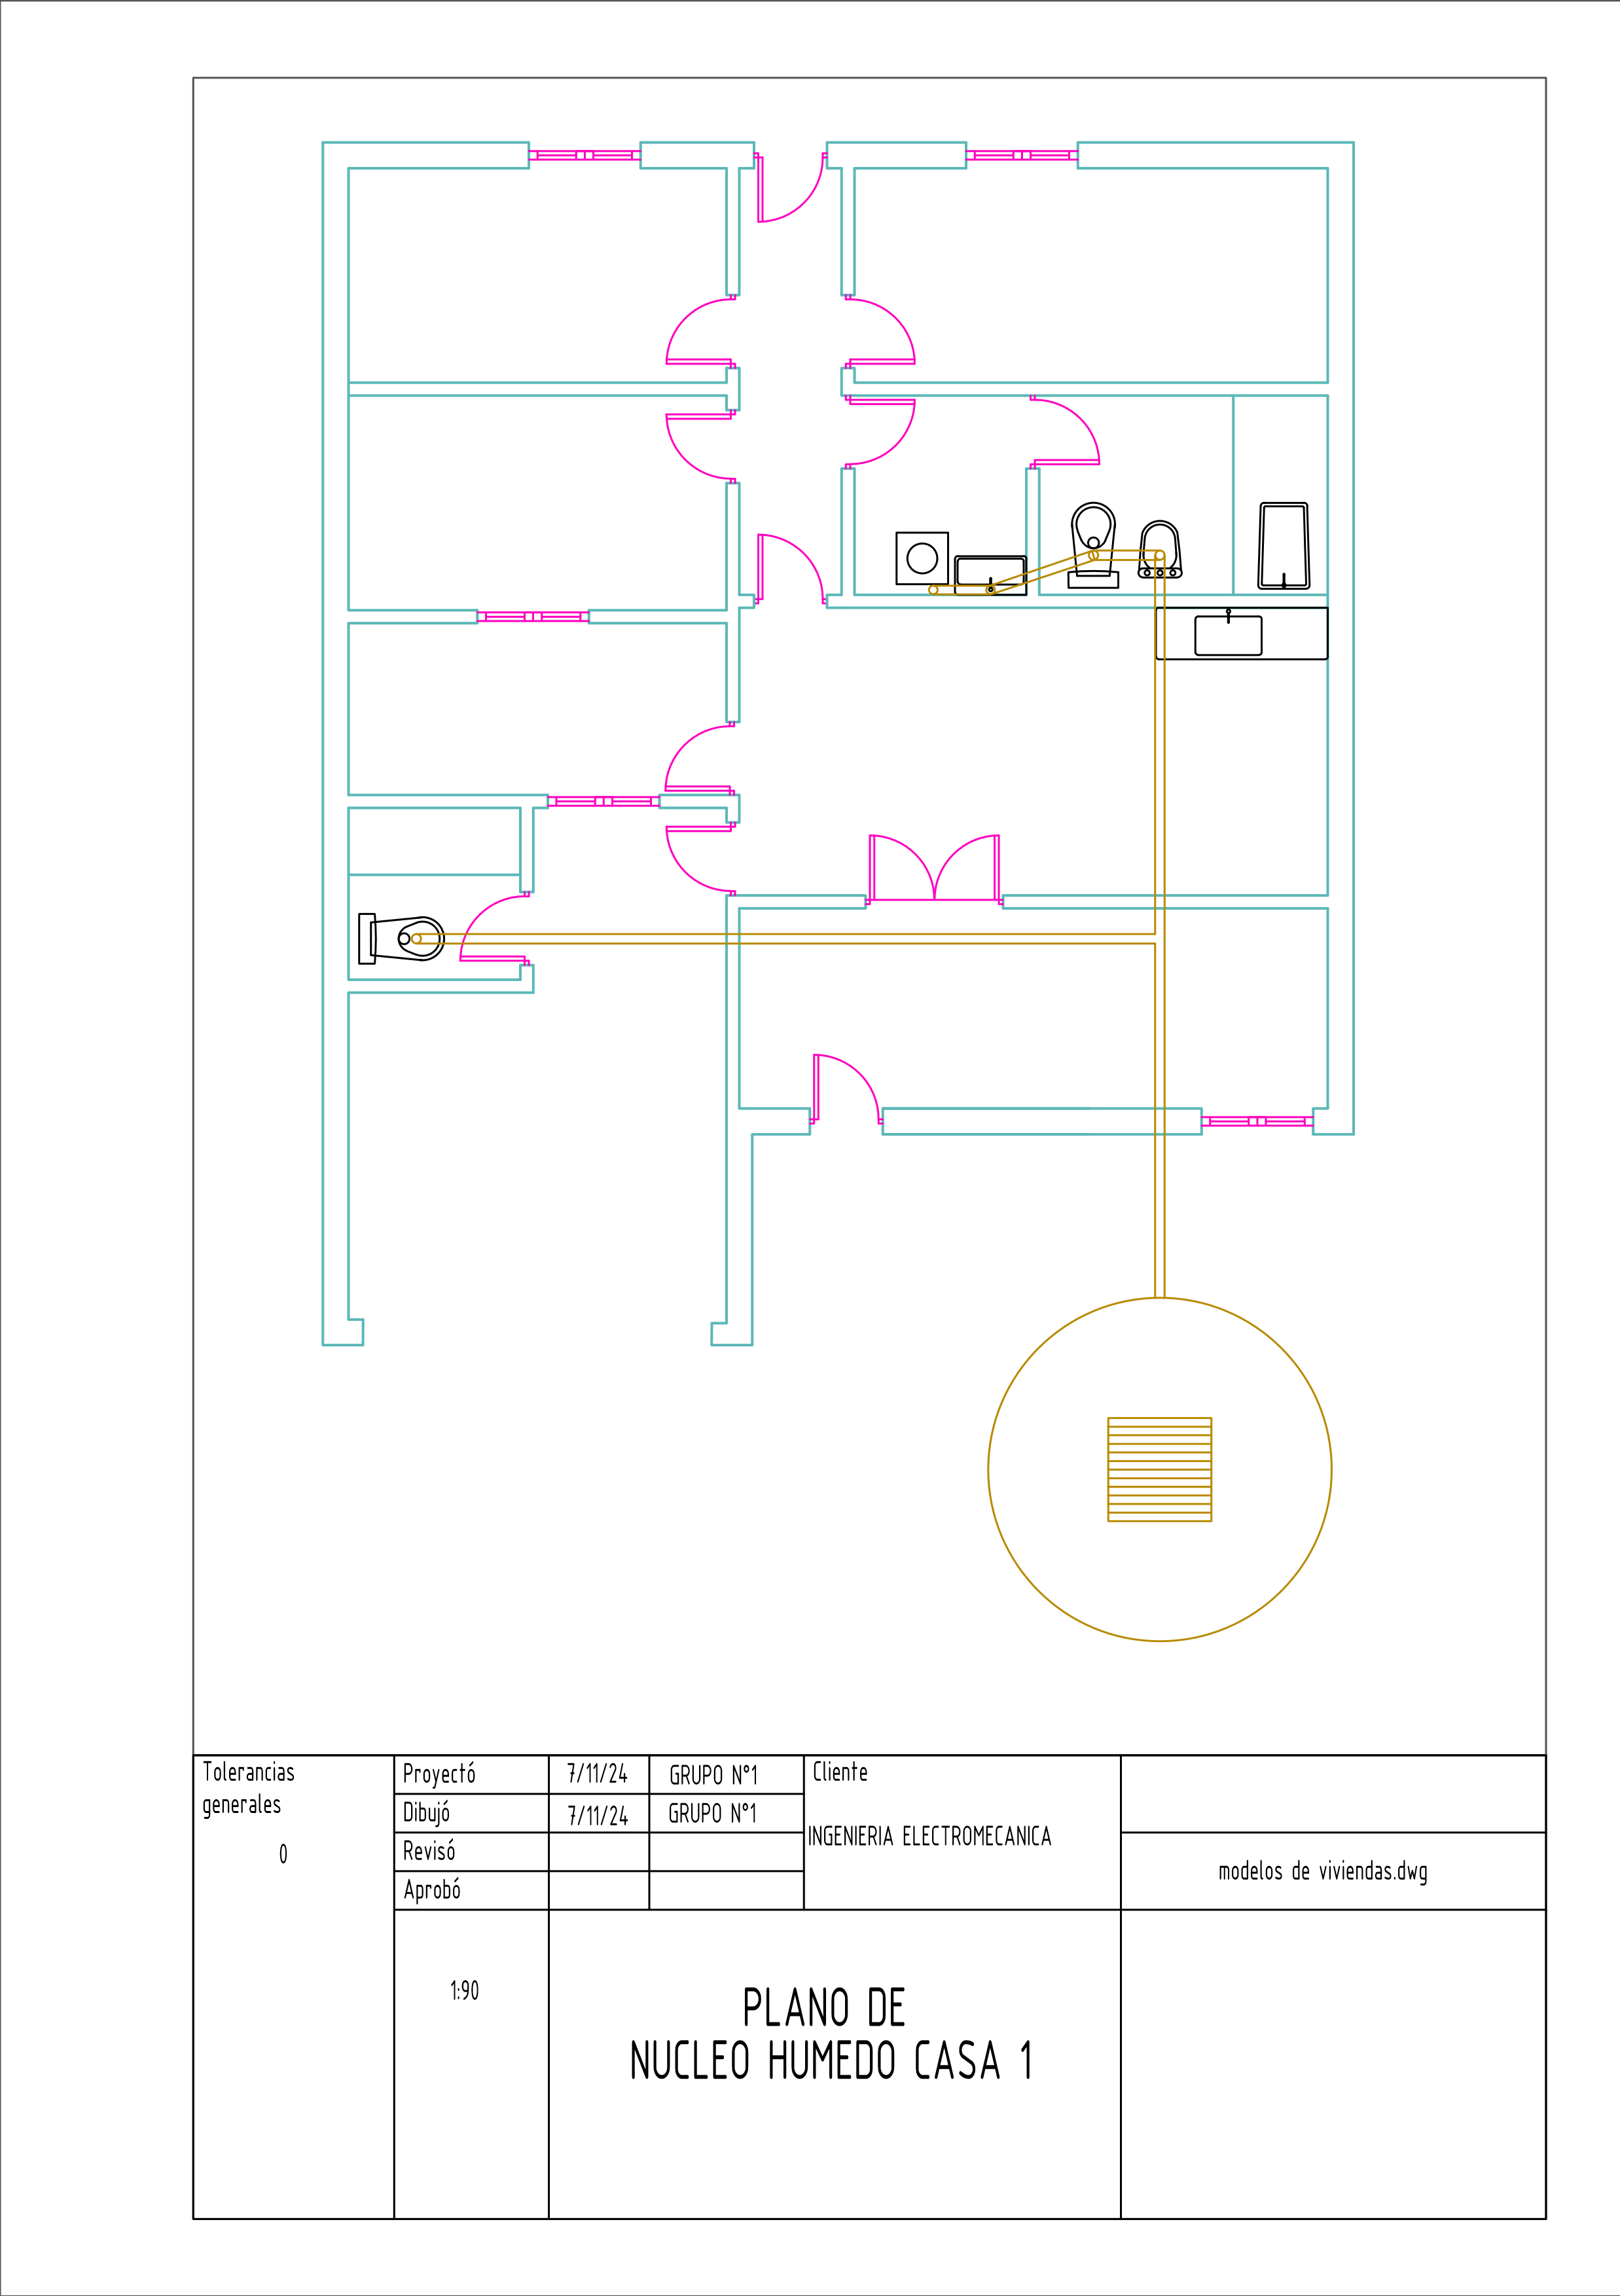 Tolerancias
generales
0
Proyectó 7/11/24 GRUPO N°1
Dibujó 7/11/24 GRUPO N°1
Revisó
Aprobó
Cliente
INGENIERIA ELECTROMECANICA
modelos de viviendas.dwg
1:90
PLANO DE
NUCLEO HUMEDO CASA 1